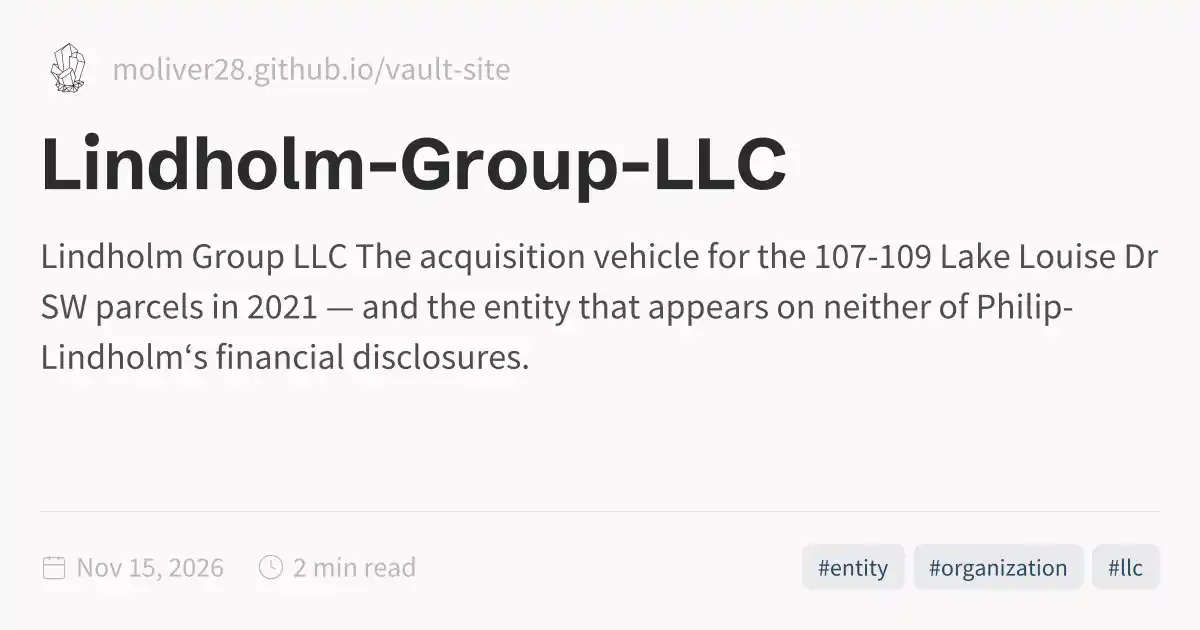 moliver28.github.io/vault-site
Lindholm-Group-LLC
Lindholm Group LLC The acquisition vehicle for the 107-109 Lake Louise Dr
SW parcels in 2021 — and the entity that appears on neither of Philip-
Lindholm‘s financial disclosures.
Nov 15, 2026 2 min read #entity #organization #llc